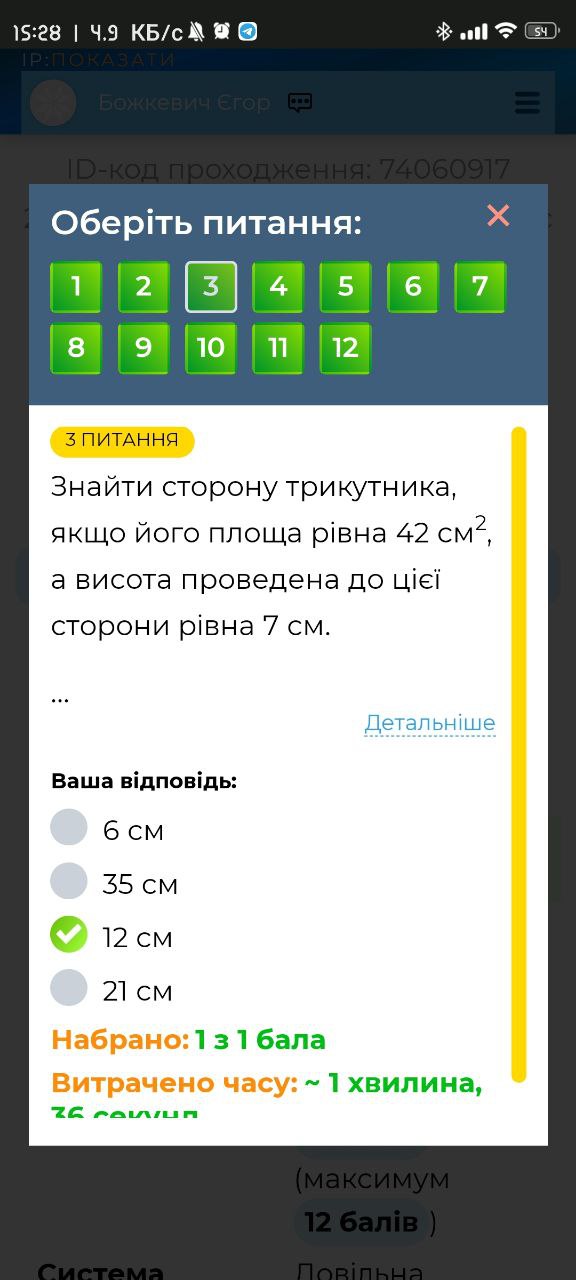 15:28 | 4.9 КБ/с
54
IP:ПОКАЗАТИ
Божкевич Єгор
ID-код проходження: 74060917
Оберіть питання:
1 2 3 4 5 6 7
8 9 10 11 12
3 ПИТАННЯ
Знайти сторону трикутника,
якщо його площа рівна 42 см²,
а висота проведена до цієї
сторони рівна 7 см.
...
Детальніше
Ваша відповідь:
6 см
35 см
12 см
21 см
Набрано: 1 з 1 бала
Витрачено часу: ~ 1 хвилина,
36 секунд
(максимум
12 балів )
Система
Довільна